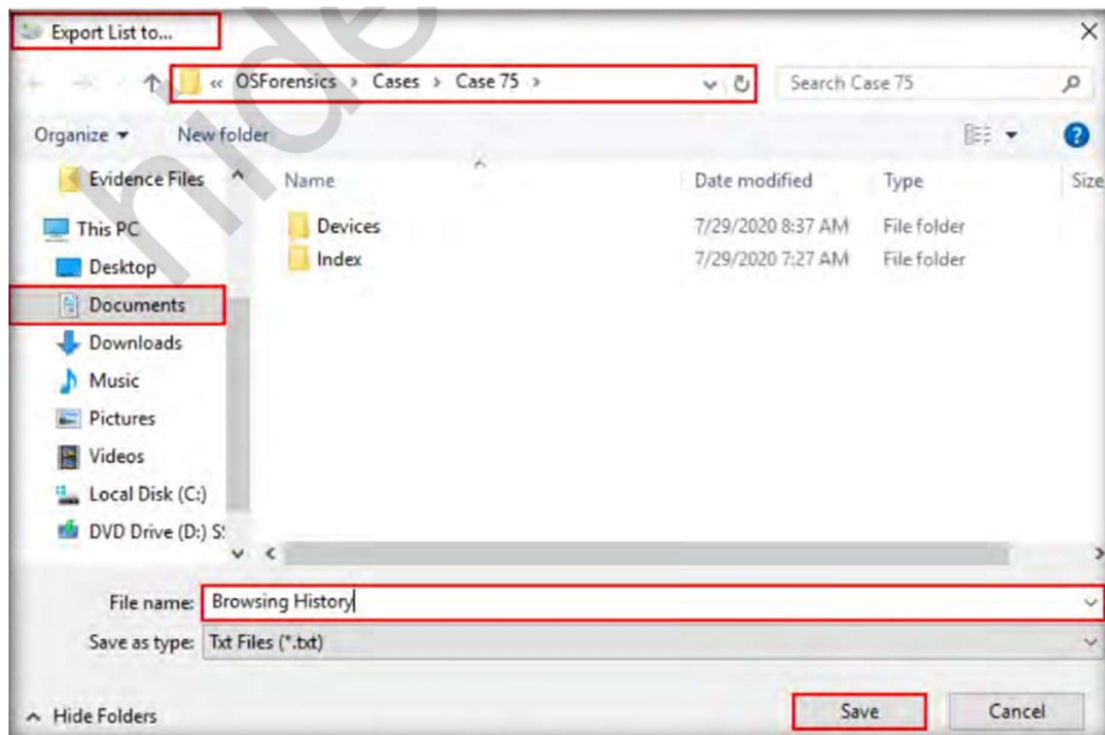 Export List to...
« OSForensics › Cases › Case 75 ›
Search Case 75
Organize
New folder
Evidence Files
Name
Date modified
Type
Size
This PC
Devices
7/29/2020 8:37 AM
File folder
Desktop
Index
7/29/2020 7:27 AM
File folder
Documents
Downloads
Music
Pictures
Videos
Local Disk (C:)
DVD Drive (D:)
File name: Browsing History
Save as type: Txt Files (*.txt)
Hide Folders
Save
Cancel
hide